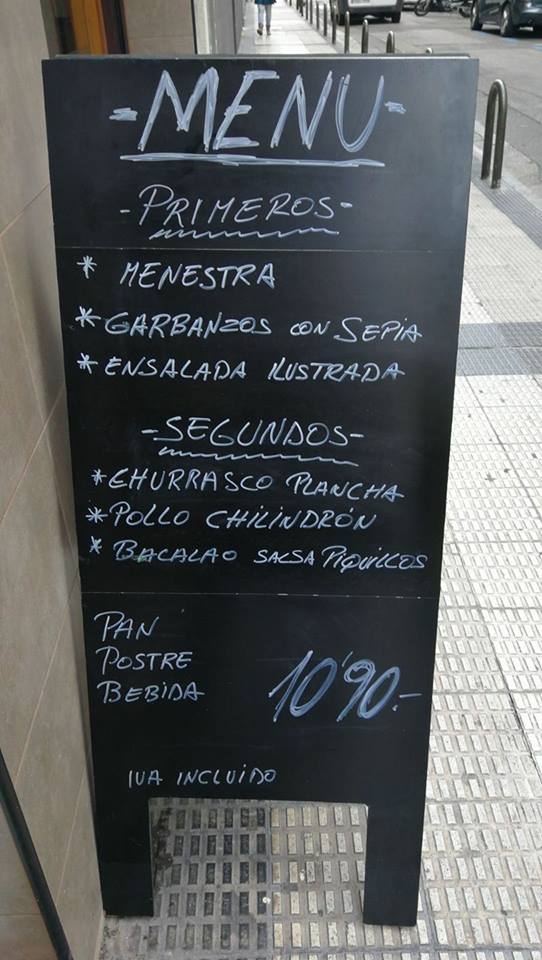 -MENU-
-PRIMEROS-
* MENESTRA
* GARBANZOS CON SEPIA
* ENSALADA ILUSTRADA
-SEGUNDOS-
* CHURRASCO PLANCHA
* POLLO CHILINDRÓN
* BACALAO SALSA PIQUILLOS
PAN
POSTRE
BEBIDA
10'90.-
IVA INCLUIDO